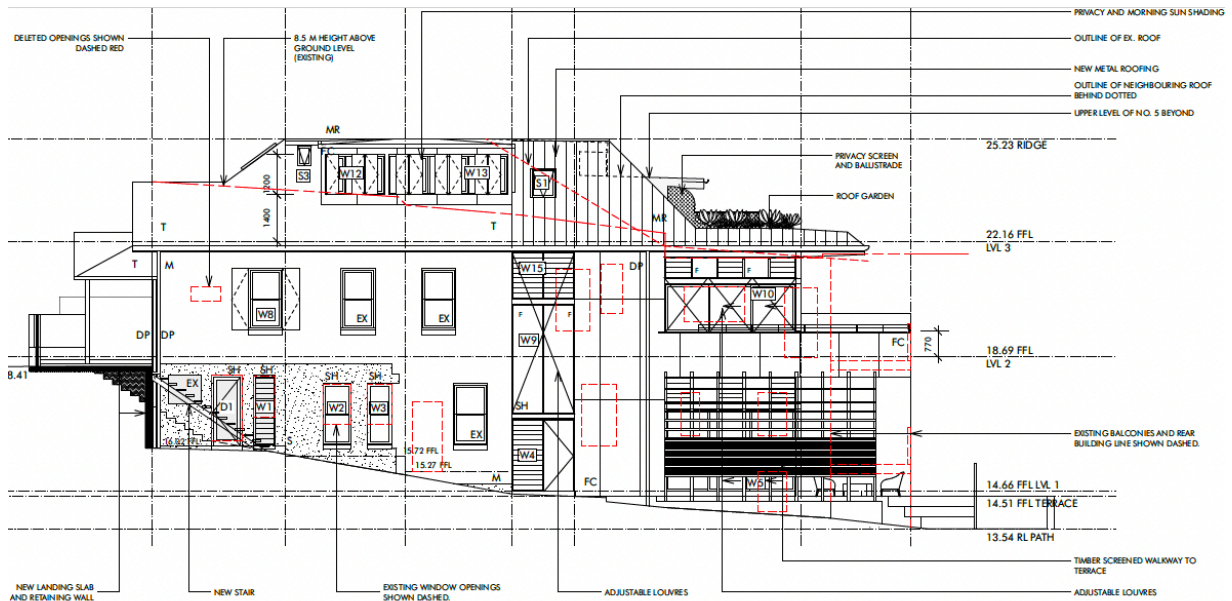 PRIVACY AND MORNING SUN SHADING
DELETED OPENINGS SHOWN
DASHED RED
8.5 M HEIGHT ABOVE
GROUND LEVEL
(EXISTING)
OUTLINE OF EX. ROOF
NEW METAL ROOFING
OUTLINE OF NEIGHBOURING ROOF
BEHIND DOTTED
UPPER LEVEL OF NO. 5 BEYOND
MR
25.23 RIDGE
FC
PRIVACY SCREEN
AND BALLUSTRADE
S3
W12
W13
S1
1200
ROOF GARDEN
1400
T
T
MR
22.16 FFL
LVL 3
T
M
W15
DP
F
F
W10
W8
EX
EX
F
F
DP
DP
W9
FC
770
18.69 FFL
LVL 2
8.41
SH
SH
SH
SH
EX
D1
W1
W2
W3
SH
EX
16.82 FFL
S
15.72 FFL
15.27 FFL
W4
EXISTING BALCONIES AND REAR
BUILDING LINE SHOWN DASHED.
M
FC
W5
14.66 FFL LVL 1
14.51 FFL TERRACE
13.54 RL PATH
TIMBER SCREENED WALKWAY TO
TERRACE
NEW LANDING SLAB
AND RETAINING WALL
NEW STAIR
EXISTING WINDOW OPENINGS
SHOWN DASHED.
ADJUSTABLE LOUVRES
ADJUSTABLE LOUVRES